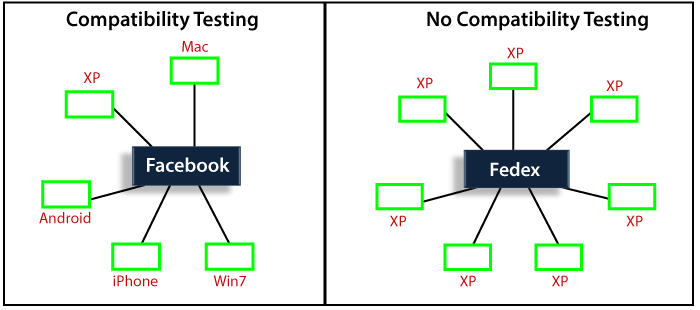 Compatibility Testing
Mac
XP
Facebook
Android
iPhone
Win7
No Compatibility Testing
XP
XP
XP
Fedex
XP
XP
XP
XP